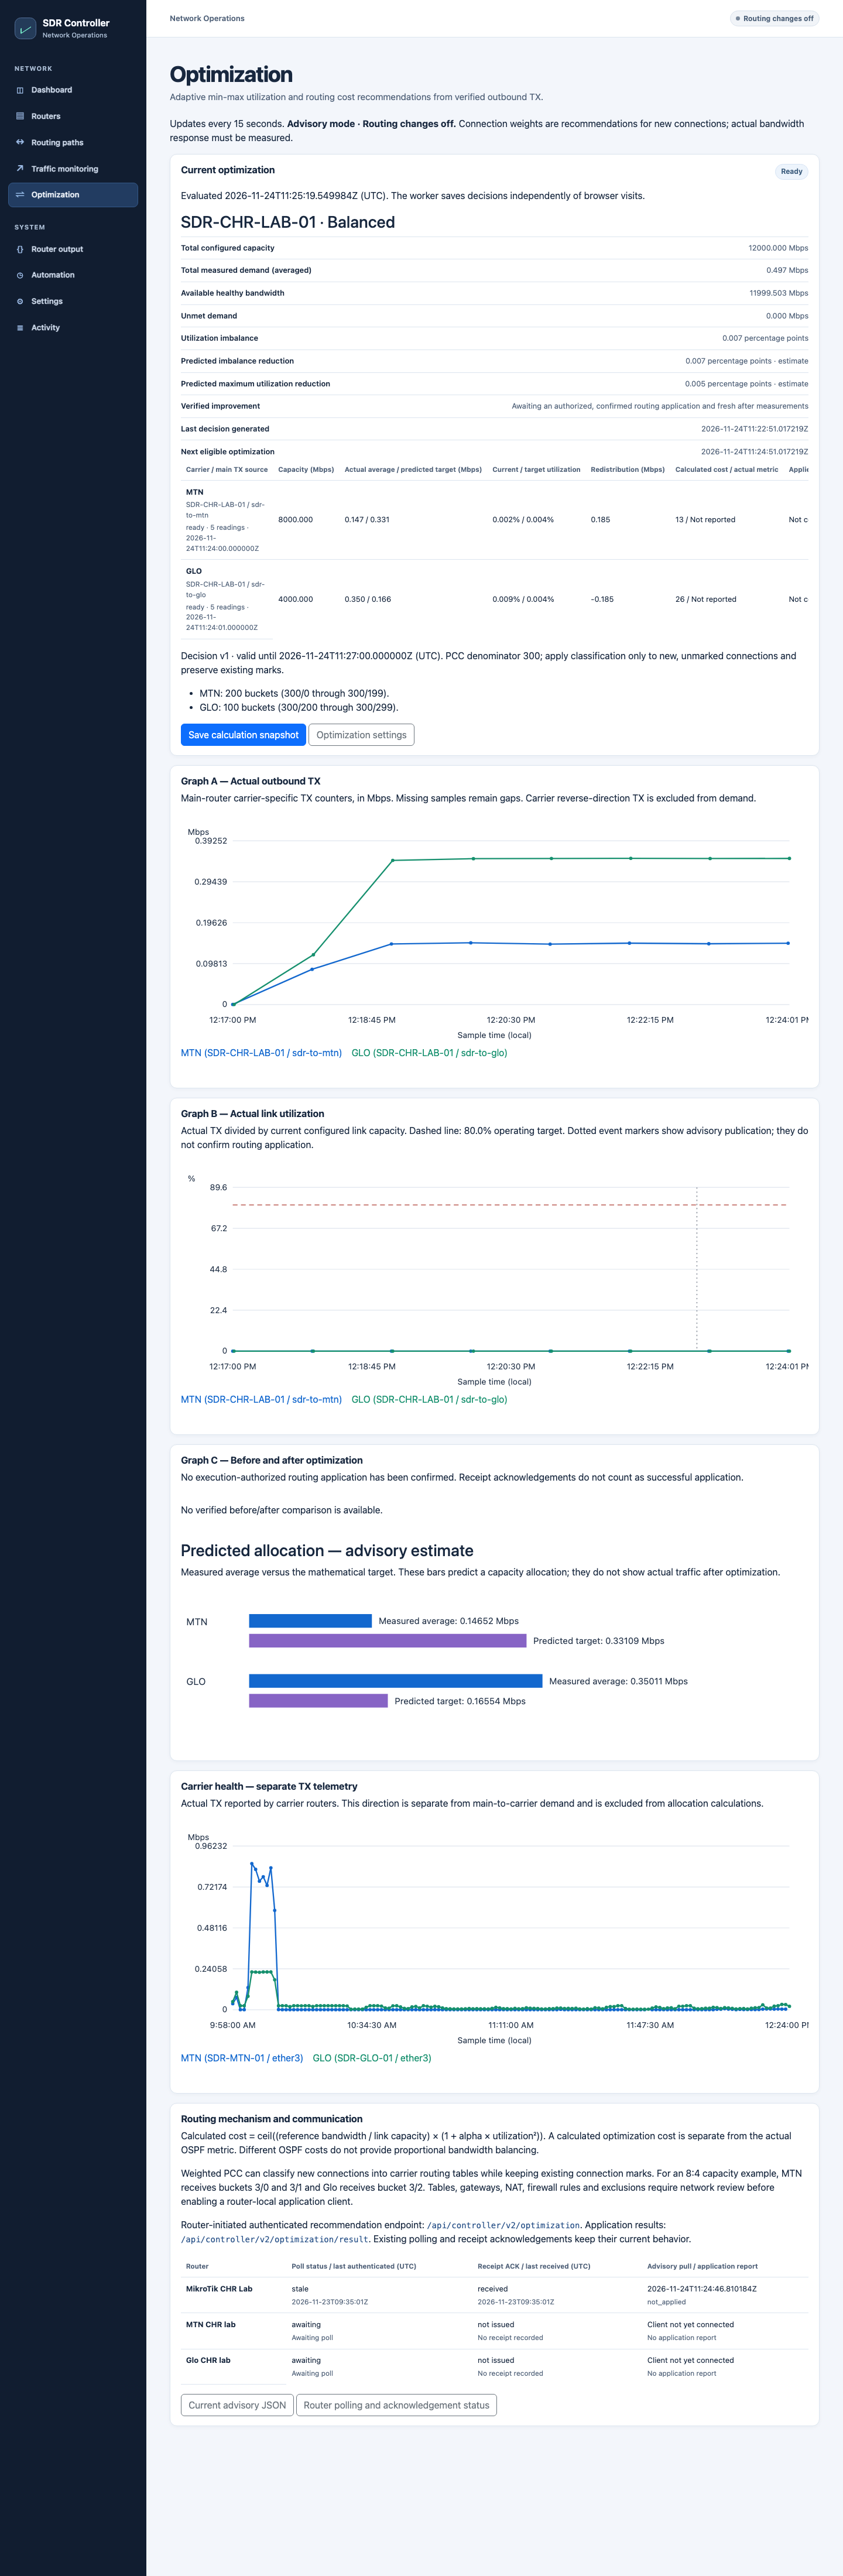 SDR Controller
Network Operations
NETWORK
Dashboard
Routers
Routing paths
Traffic monitoring
Optimization
SYSTEM
Router output
Automation
Settings
Activity
Network Operations
Routing changes off
Optimization
Adaptive min-max utilization and routing cost recommendations from verified outbound TX.
Updates every 15 seconds. Advisory mode · Routing changes off. Connection weights are recommendations for new connections; actual bandwidth
response must be measured.
Current optimization
Ready
Evaluated 2026-11-24T11:25:19.549984Z (UTC). The worker saves decisions independently of browser visits.
SDR-CHR-LAB-01 · Balanced
Total configured capacity 12000.000 Mbps
Total measured demand (averaged) 0.497 Mbps
Available healthy bandwidth 11999.503 Mbps
Unmet demand 0.000 Mbps
Utilization imbalance 0.007 percentage points
Predicted imbalance reduction 0.007 percentage points · estimate
Predicted maximum utilization reduction 0.005 percentage points · estimate
Verified improvement Awaiting an authorized, confirmed routing application and fresh after measurements
Last decision generated 2026-11-24T11:22:51.017219Z
Next eligible optimization 2026-11-24T11:24:51.017219Z
Carrier / main TX source Capacity (Mbps) Actual average / predicted target (Mbps) Current / target utilization Redistribution (Mbps) Calculated cost / actual metric Applie
MTN
SDR-CHR-LAB-01 / sdr-
to-mtn
ready · 5 readings ·
2026-11-
24T11:24:00.000000Z
8000.000 0.147 / 0.331 0.002% / 0.004% 0.185 13 / Not reported Not c
GLO
SDR-CHR-LAB-01 / sdr-
to-glo
ready · 5 readings ·
2026-11-
24T11:24:01.000000Z
4000.000 0.350 / 0.166 0.009% / 0.004% -0.185 26 / Not reported Not c
Decision v1 · valid until 2026-11-24T11:27:00.000000Z (UTC). PCC denominator 300; apply classification only to new, unmarked connections and
preserve existing marks.
• MTN: 200 buckets (300/0 through 300/199).
• GLO: 100 buckets (300/200 through 300/299).
Save calculation snapshot
Optimization settings
Graph A — Actual outbound TX
Main-router carrier-specific TX counters, in Mbps. Missing samples remain gaps. Carrier reverse-direction TX is excluded from demand.
Mbps
0.39252
0.29439
0.19626
0.09813
0
12:17:00 PM 12:18:45 PM 12:20:30 PM 12:22:15 PM 12:24:01 PM
Sample time (local)
MTN (SDR-CHR-LAB-01 / sdr-to-mtn) GLO (SDR-CHR-LAB-01 / sdr-to-glo)
Graph B — Actual link utilization
Actual TX divided by current configured link capacity. Dashed line: 80.0% operating target. Dotted event markers show advisory publication; they do
not confirm routing application.
%
89.6
67.2
44.8
22.4
0
12:17:00 PM 12:18:45 PM 12:20:30 PM 12:22:15 PM 12:24:01 PM
Sample time (local)
MTN (SDR-CHR-LAB-01 / sdr-to-mtn) GLO (SDR-CHR-LAB-01 / sdr-to-glo)
Graph C — Before and after optimization
No execution-authorized routing application has been confirmed. Receipt acknowledgements do not count as successful application.
No verified before/after comparison is available.
Predicted allocation — advisory estimate
Measured average versus the mathematical target. These bars predict a capacity allocation; they do not show actual traffic after optimization.
MTN
Measured average: 0.14652 Mbps
Predicted target: 0.33109 Mbps
GLO
Measured average: 0.35011 Mbps
Predicted target: 0.16554 Mbps
Carrier health — separate TX telemetry
Actual TX reported by carrier routers. This direction is separate from main-to-carrier demand and is excluded from allocation calculations.
Mbps
0.96232
0.72174
0.48116
0.24058
0
9:58:00 AM 10:34:30 AM 11:11:00 AM 11:47:30 AM 12:24:00 PM
Sample time (local)
MTN (SDR-MTN-01 / ether3) GLO (SDR-GLO-01 / ether3)
Routing mechanism and communication
Calculated cost = ceil((reference bandwidth / link capacity) × (1 + alpha × utilization²)). A calculated optimization cost is separate from the actual
OSPF metric. Different OSPF costs do not provide proportional bandwidth balancing.
Weighted PCC can classify new connections into carrier routing tables while keeping existing connection marks. For an 8:4 capacity example, MTN
receives buckets 3/0 and 3/1 and Glo receives bucket 3/2. Tables, gateways, NAT, firewall rules and exclusions require network review before
enabling a router-local application client.
Router-initiated authenticated recommendation endpoint: /api/controller/v2/optimization. Application results:
/api/controller/v2/optimization/result. Existing polling and receipt acknowledgements keep their current behavior.
Router Poll status / last authenticated (UTC) Receipt ACK / last received (UTC) Advisory pull / application report
MikroTik CHR Lab stale received 2026-11-24T11:24:46.810184Z
2026-11-23T09:35:01Z 2026-11-23T09:35:01Z not_applied
MTN CHR lab awaiting not issued Client not yet connected
Awaiting poll No receipt recorded No application report
Glo CHR lab awaiting not issued Client not yet connected
Awaiting poll No receipt recorded No application report
Current advisory JSON
Router polling and acknowledgement status